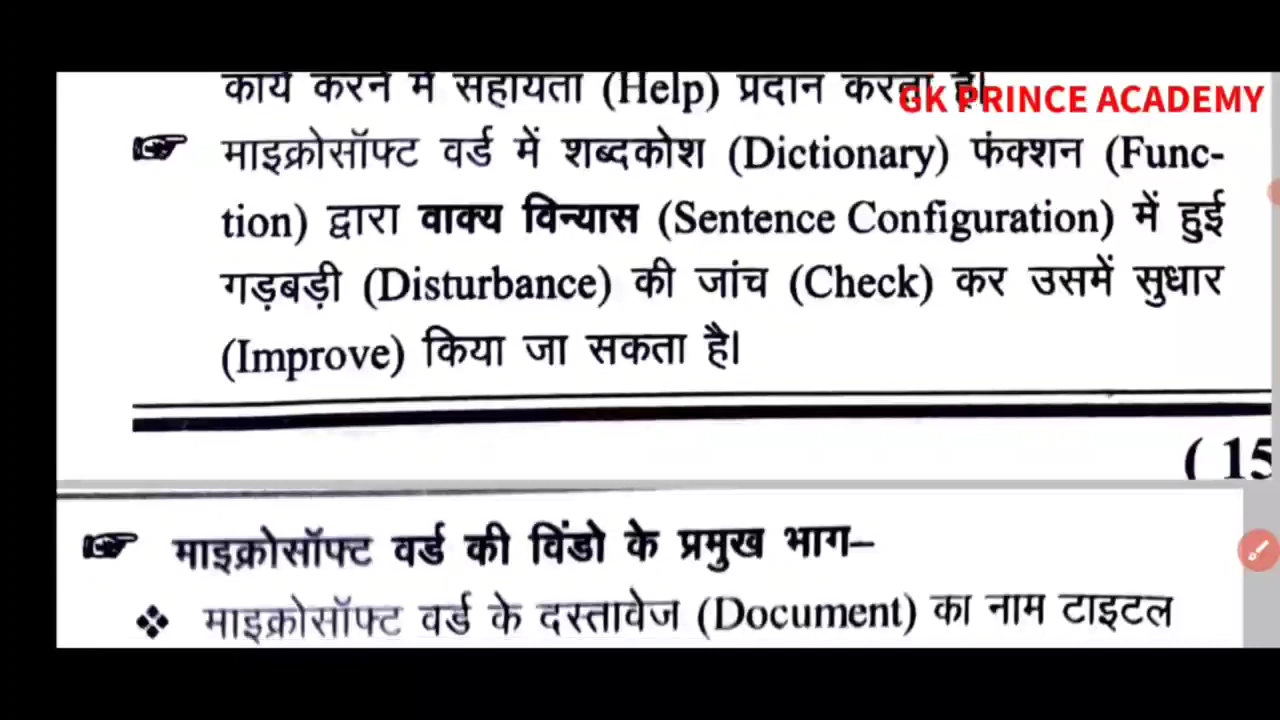 कार्य करने में सहायता (Help) प्रदान करता है।
GK PRINCE ACADEMY
माइक्रोसॉफ्ट वर्ड में शब्दकोश (Dictionary) फंक्शन (Func-
tion) द्वारा वाक्य विन्यास (Sentence Configuration) में हुई
गड़बड़ी (Disturbance) की जांच (Check) कर उसमें सुधार
(Improve) किया जा सकता है।
( 15
माइक्रोसॉफ्ट वर्ड की विंडो के प्रमुख भाग–
माइक्रोसॉफ्ट वर्ड के दस्तावेज (Document) का नाम टाइटल